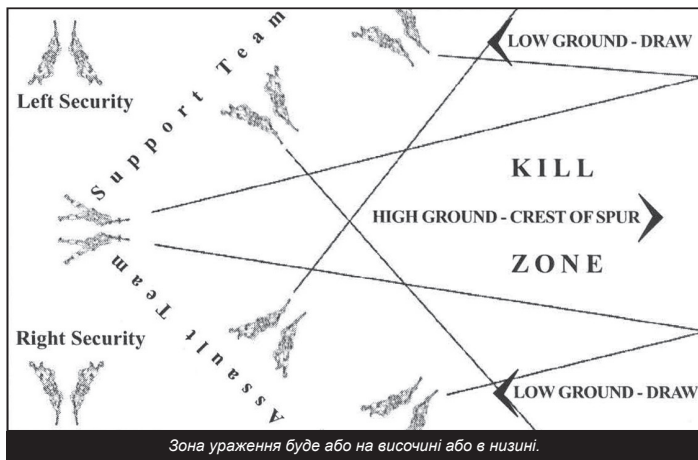 Support Team
LOW GROUND - DRAW
Left Security
KILL
HIGH GROUND - CREST OF SPUR
ZONE
Assault Team
Right Security
LOW GROUND - DRAW
Зона ураження буде або на височині або в низині.